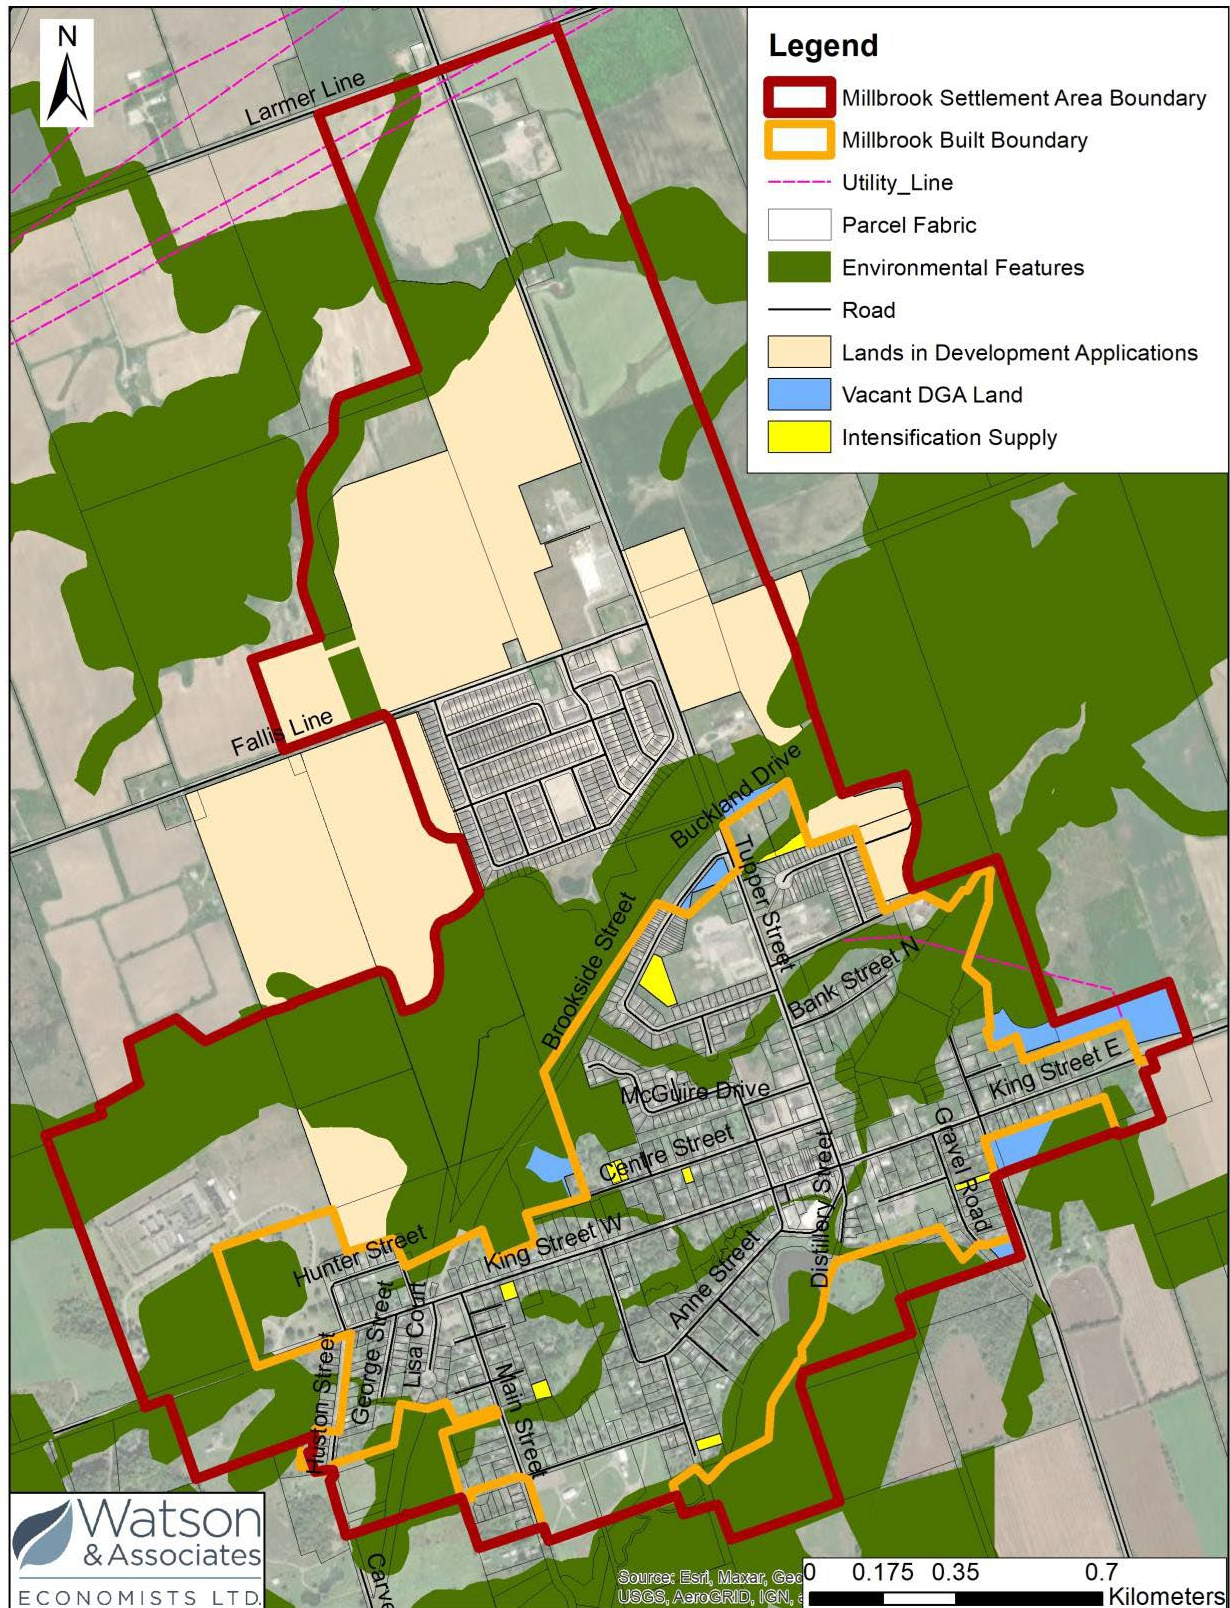 N
Legend
Millbrook Settlement Area Boundary
Millbrook Built Boundary
Utility_Line
Parcel Fabric
Environmental Features
Road
Lands in Development Applications
Vacant DGA Land
Intensification Supply
Larmer Line
Fallis Line
Buckland Drive
Tupper Street
Brookside Street
Bank Street N
McGuire Drive
King Street E
Centre Street
Gravel Road
Distillery Street
King Street W
Hunter Street
Anne Street
George Street
Lisa Court
Huston Street
Main Street
Carve
Watson
& Associates
ECONOMISTS LTD.
Source: Esri, Maxar, Geo
USGS, AeroGRID, IGN, a
0 0.175 0.35 0.7
Kilometers